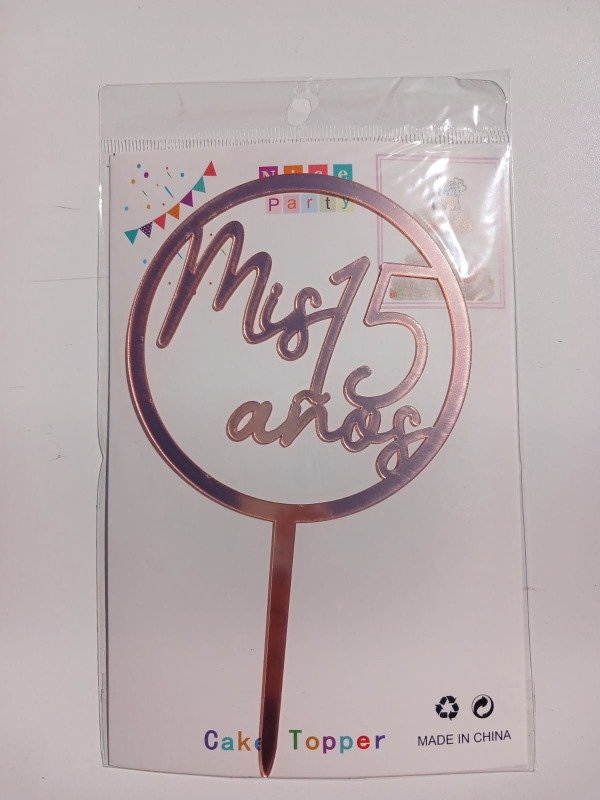 Nice
Party
Mis 15
años
Cake Topper
MADE IN CHINA